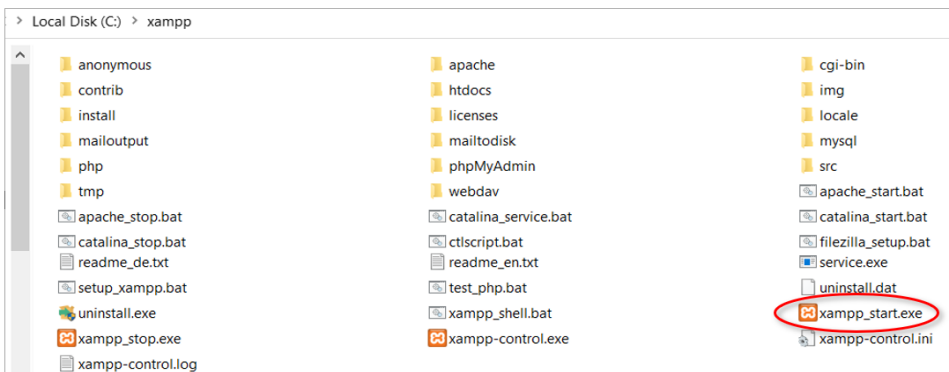 > Local Disk (C:) > xampp
anonymous apache cgi-bin
contrib htdocs img
install licenses locale
mailoutput mailtodisk mysql
php phpMyAdmin src
tmp webdav apache_start.bat
apache_stop.bat catalina_service.bat catalina_start.bat
catalina_stop.bat ctlscript.bat filezilla_setup.bat
readme_de.txt readme_en.txt service.exe
setup_xampp.bat test_php.bat uninstall.dat
uninstall.exe xampp_shell.bat xampp_start.exe
xampp_stop.exe xampp-control.exe xampp-control.ini
xampp-control.log